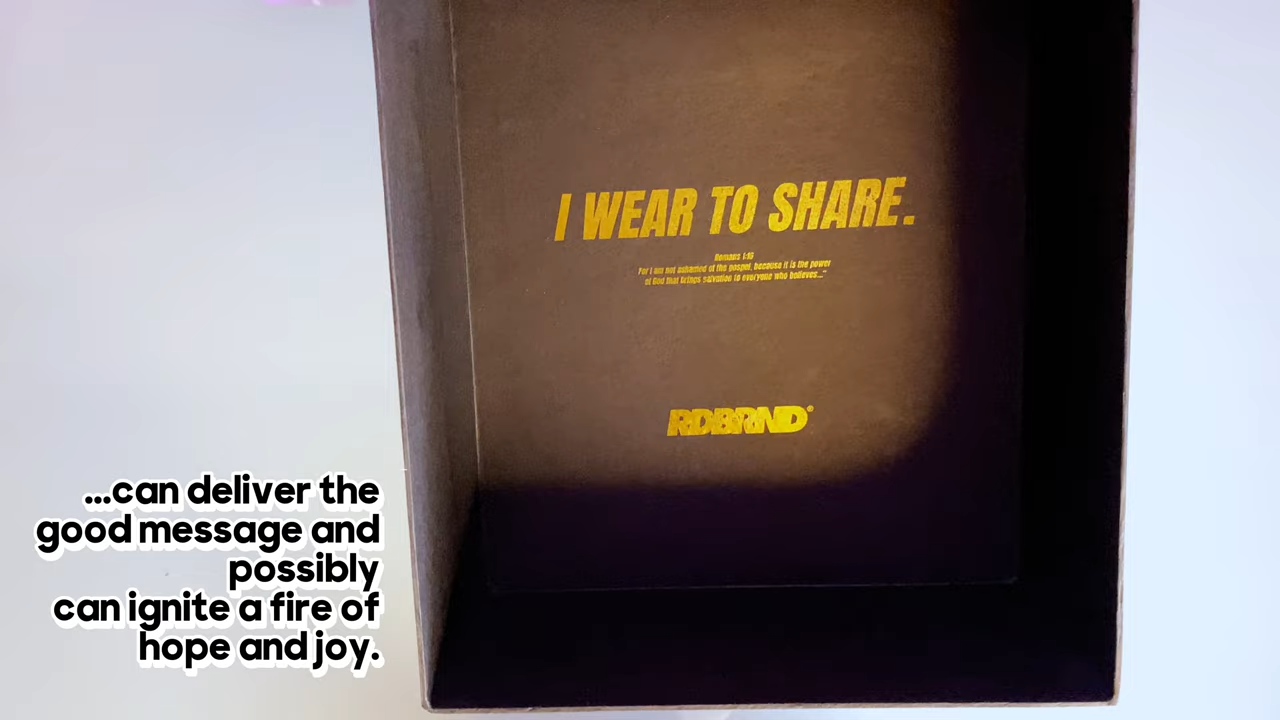 I WEAR TO SHARE.
Romans 1:16
For I am not ashamed of the gospel, because it is the power
of God that brings salvation to everyone who believes..."
RDBRND®
...can deliver the
good message and
possibly
can ignite a fire of
hope and joy.